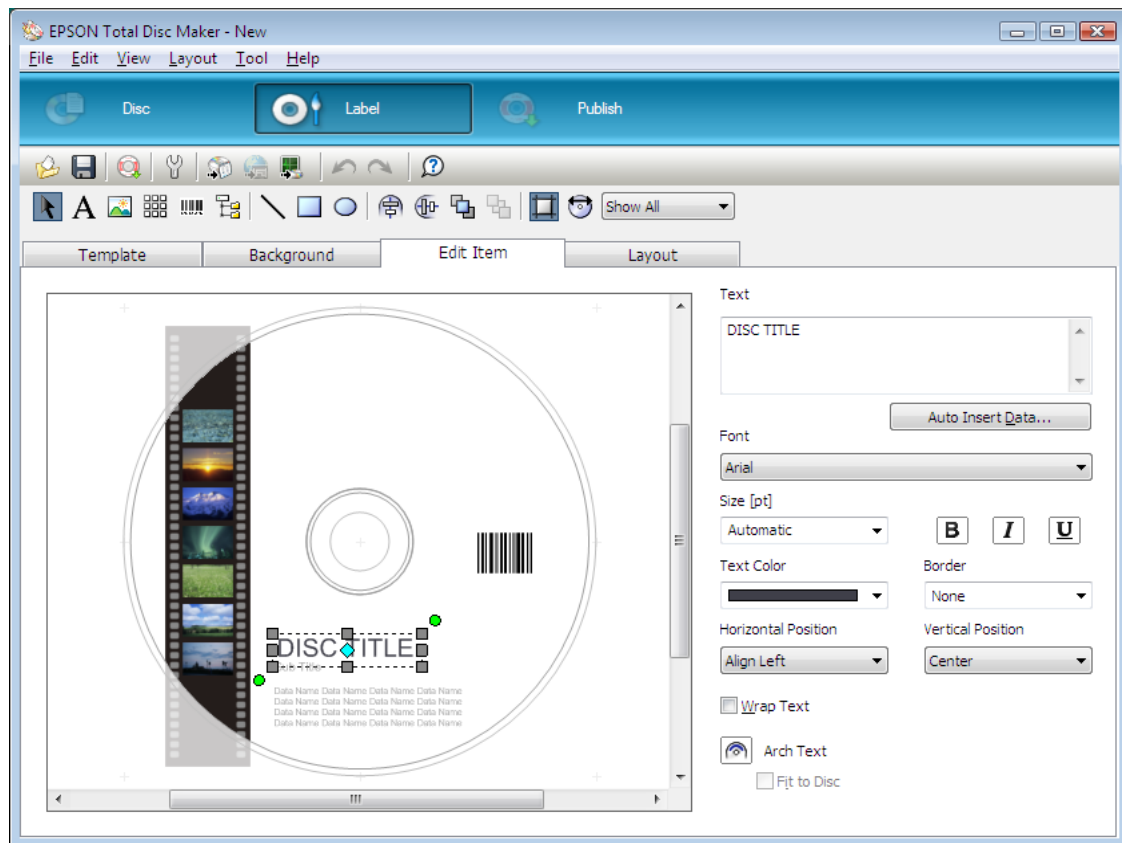 EPSON Total Disc Maker - New
File Edit View Layout Tool Help
Disc Label Publish
A Show All
Template Background Edit Item Layout
Text
DISC TITLE
Auto Insert Data...
Font
Arial
Size [pt]
Automatic B I U
Text Color Border
None
Horizontal Position Vertical Position
Align Left Center
Wrap Text
Arch Text
Fit to Disc
DISC TITLE
Sub Title
Data Name Data Name Data Name Data Name
Data Name Data Name Data Name Data Name
Data Name Data Name Data Name Data Name
Data Name Data Name Data Name Data Name